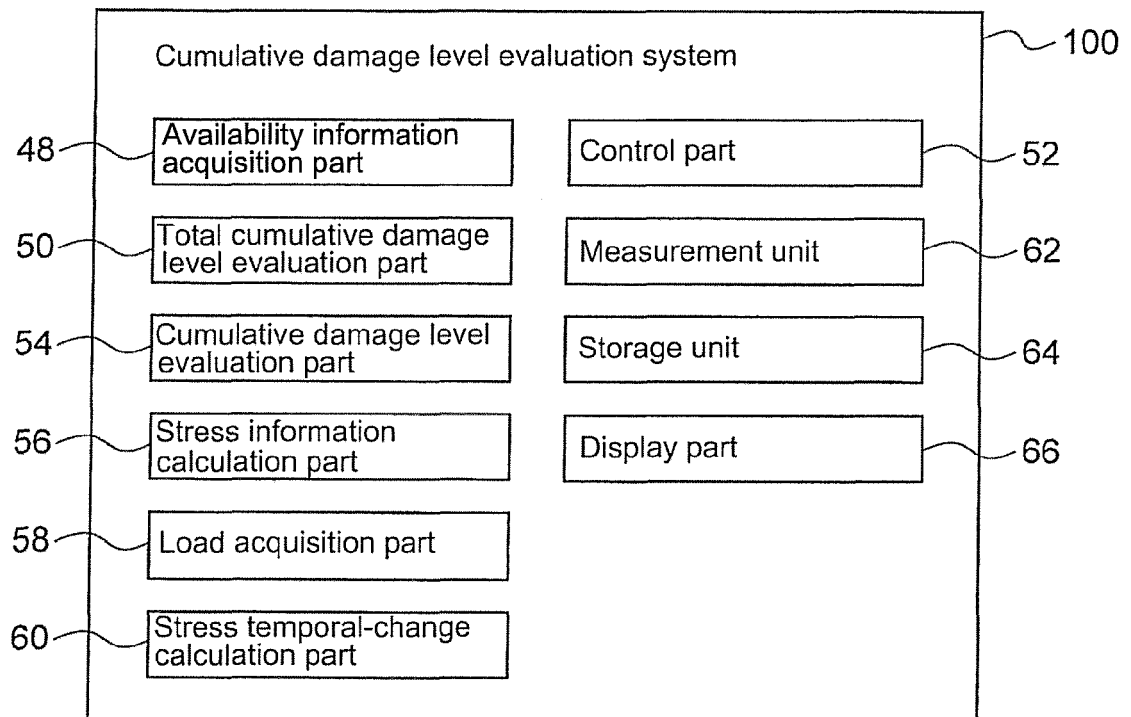 Cumulative damage level evaluation system
100
48
Availability information
acquisition part
50
Total cumulative damage
level evaluation part
54
Cumulative damage level
evaluation part
56
Stress information
calculation part
58
Load acquisition part
60
Stress temporal-change
calculation part
Control part
52
Measurement unit
62
Storage unit
64
Display part
66